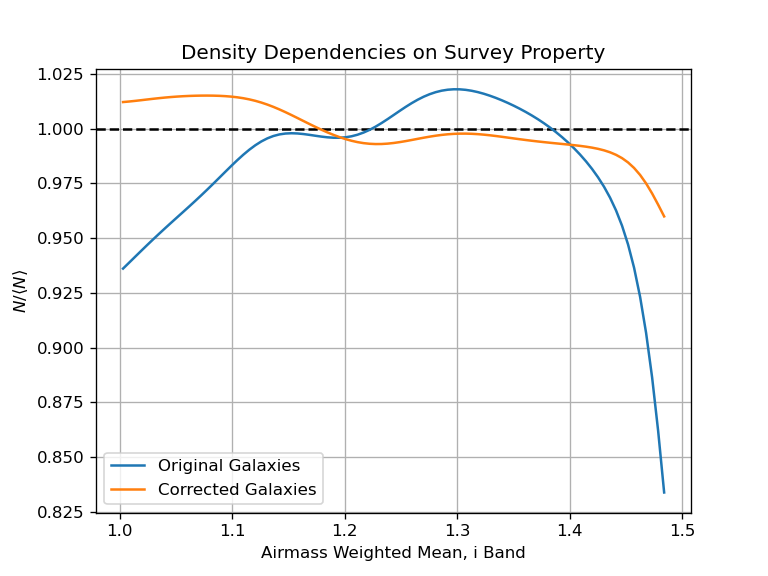 Density Dependencies on Survey Property
1.025
1.000
0.975
0.950
0.925
0.900
0.875
0.850
0.825
N/⟨N⟩
Original Galaxies
Corrected Galaxies
1.0 1.1 1.2 1.3 1.4 1.5
Airmass Weighted Mean, i Band